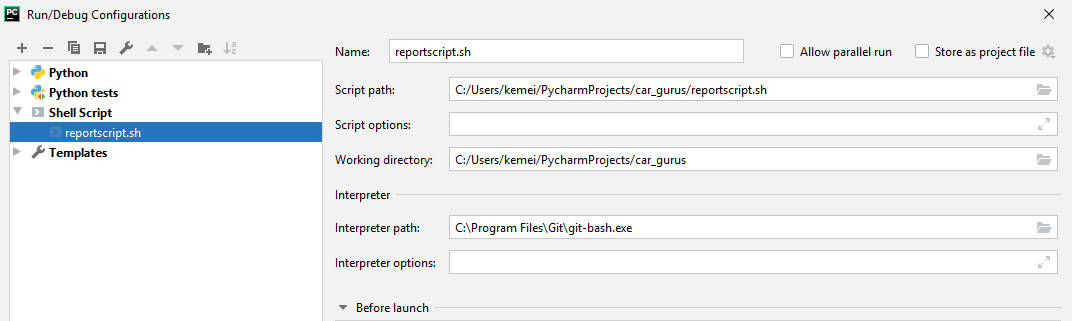 PC Run/Debug Configurations
Name: reportscript.sh Allow parallel run Store as project file
Python
Python tests
Shell Script
reportscript.sh
Templates
Script path: C:/Users/kemei/PycharmProjects/car_gurus/reportscript.sh
Script options:
Working directory: C:/Users/kemei/PycharmProjects/car_gurus
Interpreter
Interpreter path: C:\Program Files\Git\git-bash.exe
Interpreter options:
Before launch